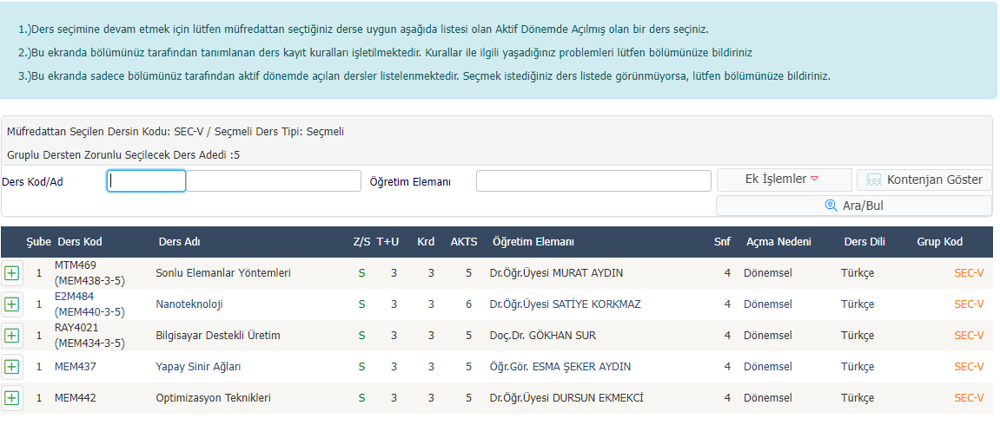 1.)Ders seçimine devam etmek için lütfen müfredattan seçtiğiniz derse uygun aşağıda listesi olan Aktif Dönemde Açılmış olan bir ders seçiniz.
2.)Bu ekranda bölümünüz tarafından tanımlanan ders kayıt kuralları işletilmektedir. Kurallar ile ilgili yaşadığınız problemleri lütfen bölümünüze bildiriniz
3.)Bu ekranda sadece bölümünüz tarafından aktif dönemde açılan dersler listelenmektedir. Seçmek istediğiniz ders listede görünmüyorsa, lütfen bölümünüze bildiriniz.
Müfredattan Seçilen Dersin Kodu: SEC-V / Seçmeli Ders Tipi: Seçmeli
Gruplu Dersten Zorunlu Seçilecek Ders Adedi :5
Ders Kod/Ad Öğretim Elemanı Ek İşlemler Kontenjan Göster
Ara/Bul
Şube Ders Kod Ders Adı Z/S T+U Krd AKTS Öğretim Elemanı Snf Açma Nedeni Ders Dili Grup Kod
1 MTM469 (MEM438-3-5) Sonlu Elemanlar Yöntemleri S 3 3 5 Dr.Öğr.Üyesi MURAT AYDIN 4 Dönemsel Türkçe SEC-V
1 E2M484 (MEM440-3-5) Nanoteknoloji S 3 3 6 Dr.Öğr.Üyesi SATİYE KORKMAZ 4 Dönemsel Türkçe SEC-V
1 RAY4021 (MEM434-3-5) Bilgisayar Destekli Üretim S 3 3 5 Doç.Dr. GÖKHAN SUR 4 Dönemsel Türkçe SEC-V
1 MEM437 Yapay Sinir Ağları S 3 3 5 Öğr.Gör. ESMA ŞEKER AYDIN 4 Dönemsel Türkçe SEC-V
1 MEM442 Optimizasyon Teknikleri S 3 3 5 Dr.Öğr.Üyesi DURSUN EKMEKCİ 4 Dönemsel Türkçe SEC-V